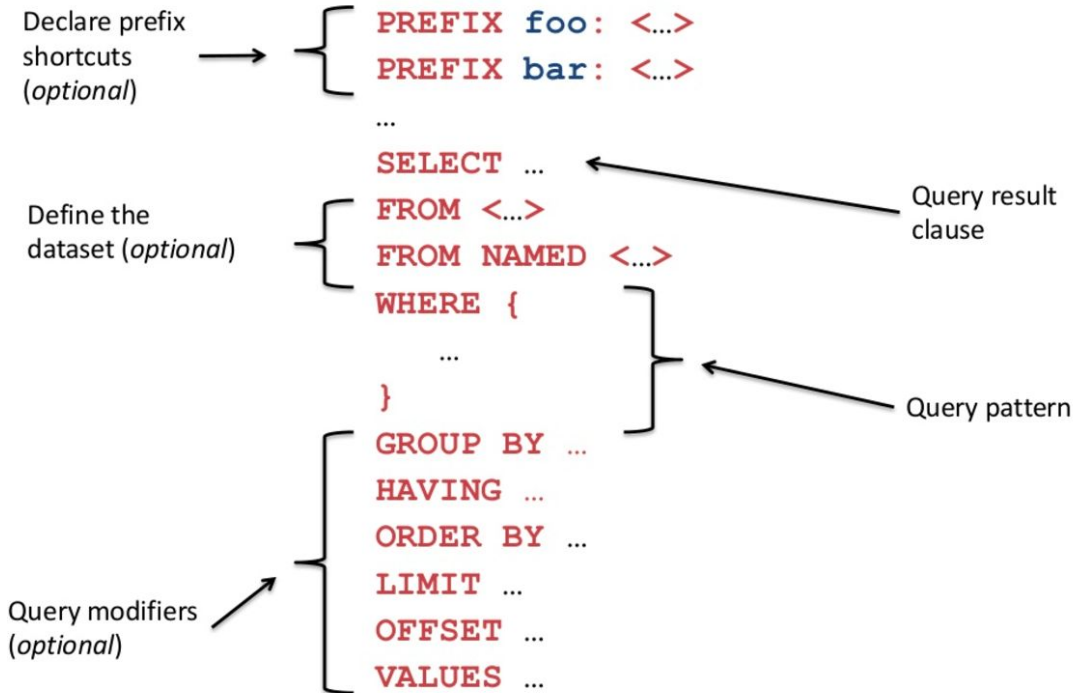 Declare prefix
shortcuts
(optional)
PREFIX foo: <…>
PREFIX bar: <…>
…
SELECT …
Query result
clause
Define the
dataset (optional)
FROM <…>
FROM NAMED <…>
WHERE {
…
}
Query pattern
Query modifiers
(optional)
GROUP BY …
HAVING …
ORDER BY …
LIMIT …
OFFSET …
VALUES …